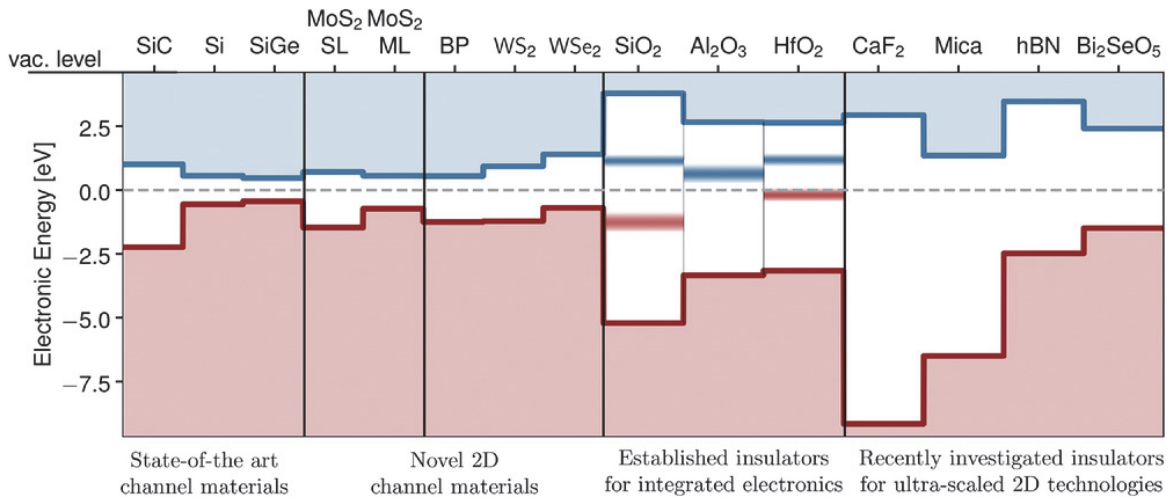 MoS₂ MoS₂
SiC Si SiGe SL ML BP WS₂ WSe₂ SiO₂ Al₂O₃ HfO₂ CaF₂ Mica hBN Bi₂SeO₅
vac. level
Electronic Energy [eV]
2.5
0.0
−2.5
−5.0
−7.5
State-of-the art
channel materials
Novel 2D
channel materials
Established insulators
for integrated electronics
Recently investigated insulators
for ultra-scaled 2D technologies